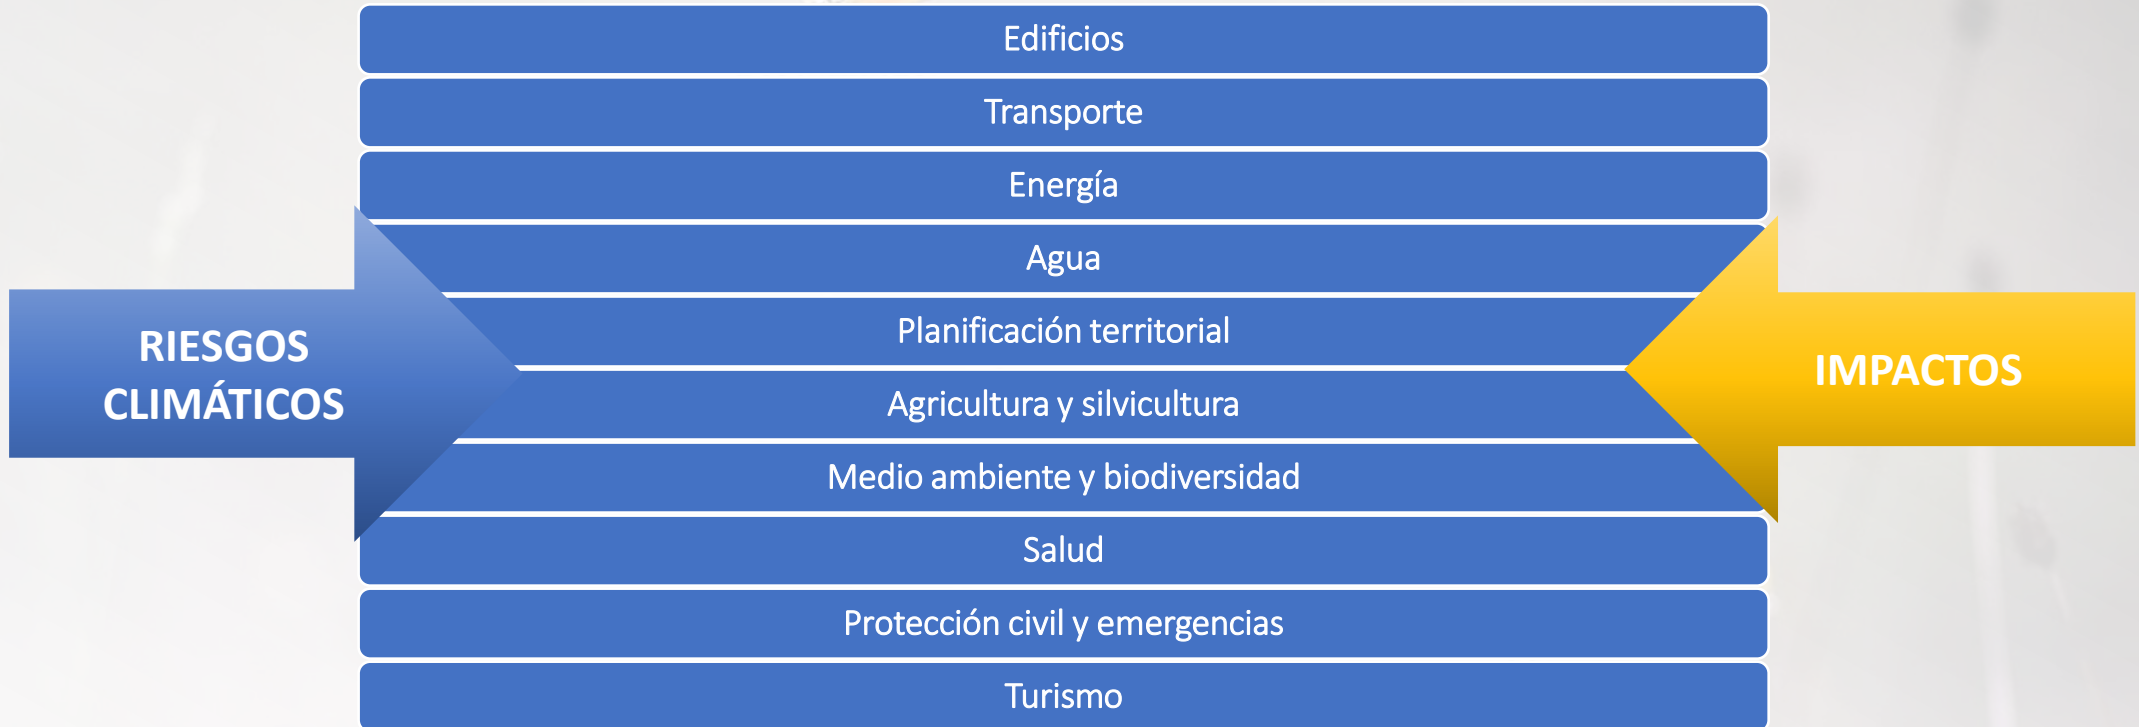 Edificios
Transporte
Energía
Agua
Planificación territorial
Agricultura y silvicultura
Medio ambiente y biodiversidad
Salud
Protección civil y emergencias
Turismo
RIESGOS
CLIMÁTICOS
IMPACTOS